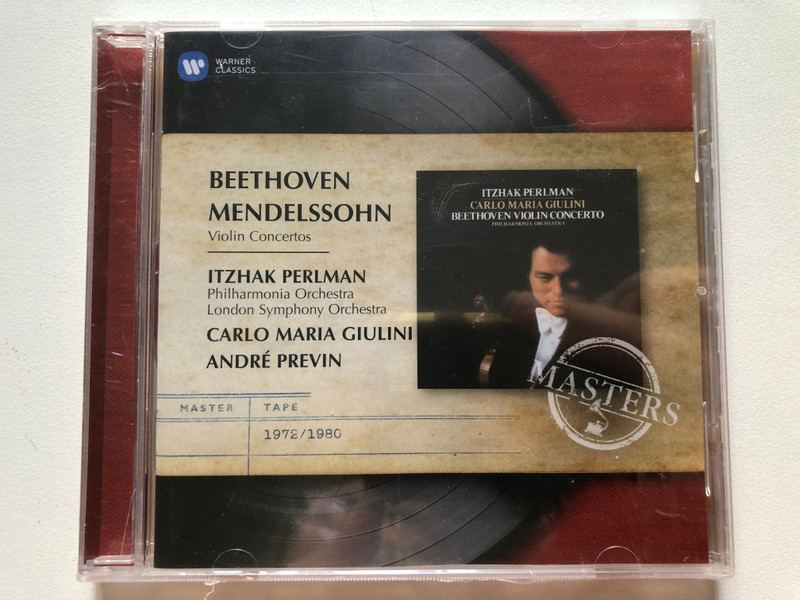 WARNER
CLASSICS
BEETHOVEN
MENDELSSOHN
Violin Concertos
ITZHAK PERLMAN
Philharmonia Orchestra
London Symphony Orchestra
CARLO MARIA GIULINI
ANDRÉ PREVIN
MASTER TAPE
1972/1980
ITZHAK PERLMAN
CARLO MARIA GIULINI
BEETHOVEN VIOLIN CONCERTO
PHILHARMONIA ORCHESTRA
MASTERS